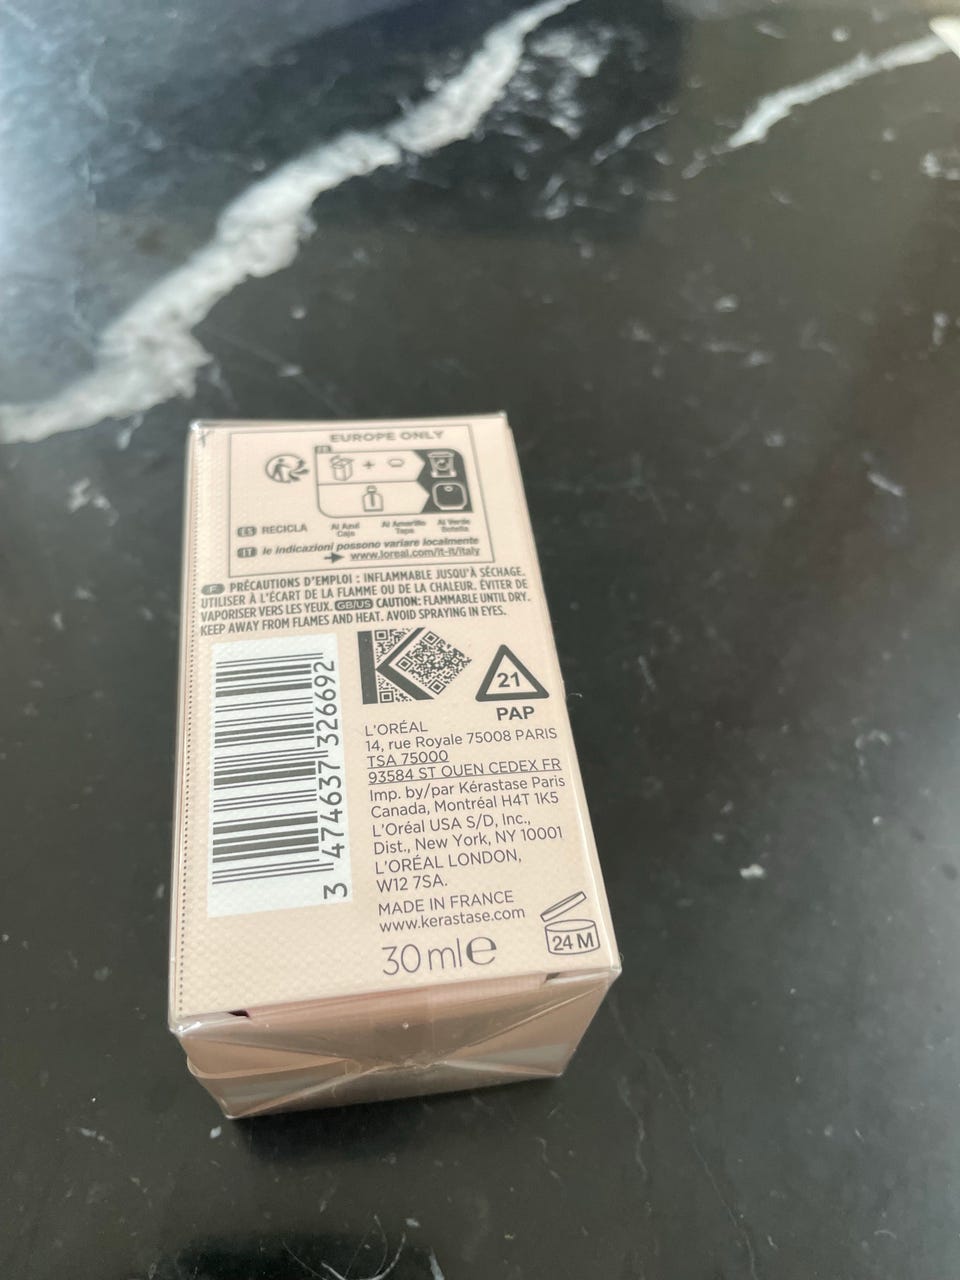 EUROPE ONLY
FR
+
ES RECICLA
Al Azul
Caja
Al Amarillo
Tapa
Al Verde
Botella
IT le indicazioni possono variare localmente
www.loreal.com/it-it/italy
F PRÉCAUTIONS D'EMPLOI : INFLAMMABLE JUSQU'À SÉCHAGE.
UTILISER À L'ÉCART DE LA FLAMME OU DE LA CHALEUR. ÉVITER DE
VAPORISER VERS LES YEUX. GB/US CAUTION: FLAMMABLE UNTIL DRY.
KEEP AWAY FROM FLAMES AND HEAT. AVOID SPRAYING IN EYES.
3 474637 326692
21
PAP
L'ORÉAL
14, rue Royale 75008 PARIS
TSA 75000
93584 ST OUEN CEDEX FR
Imp. by/par Kérastase Paris
Canada, Montréal H4T 1K5
L'Oréal USA S/D, Inc.,
Dist., New York, NY 10001
L'ORÉAL LONDON,
W12 7SA.
MADE IN FRANCE
www.kerastase.com
30 ml e
24 M